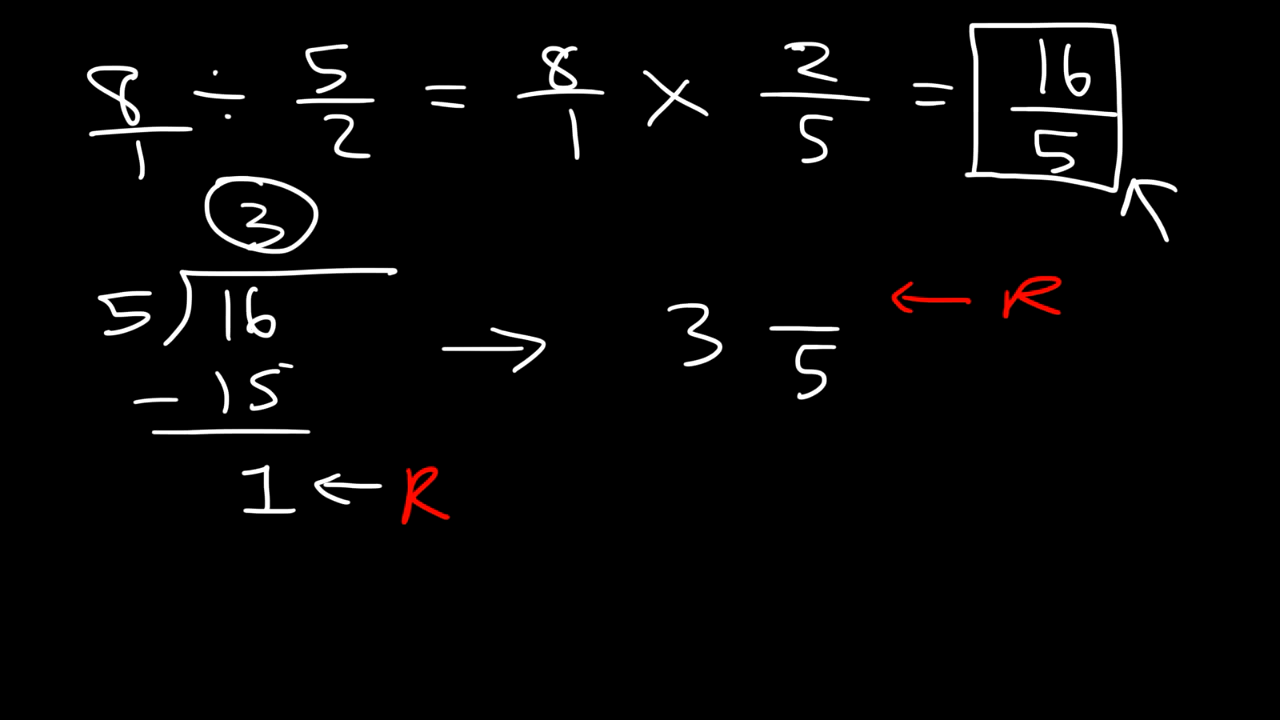 8/1 ÷ 5/2 = 8/1 × 2/5 = 16/5
3
5)16 → 3 _/5 ← R
- 15
1 ← R